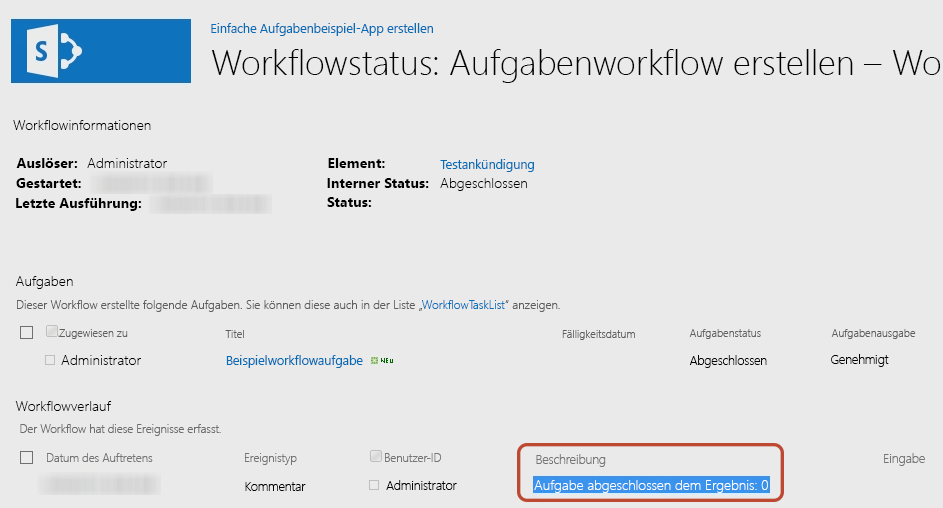 S
Einfache Aufgabenbeispiel-App erstellen
Workflowstatus: Aufgabenworkflow erstellen – Wo
Workflowinformationen
Auslöser: Administrator Element: Testankündigung
Gestartet: Interner Status: Abgeschlossen
Letzte Ausführung: Status:
Aufgaben
Dieser Workflow erstellte folgende Aufgaben. Sie können diese auch in der Liste „WorkflowTaskList“ anzeigen.
Zugewiesen zu Titel Fälligkeitsdatum Aufgabenstatus Aufgabenausgabe
Administrator Beispielworkflowaufgabe NEU Abgeschlossen Genehmigt
Workflowverlauf
Der Workflow hat diese Ereignisse erfasst.
Datum des Auftretens Ereignistyp Benutzer-ID Beschreibung Eingabe
Kommentar Administrator Aufgabe abgeschlossen dem Ergebnis: 0